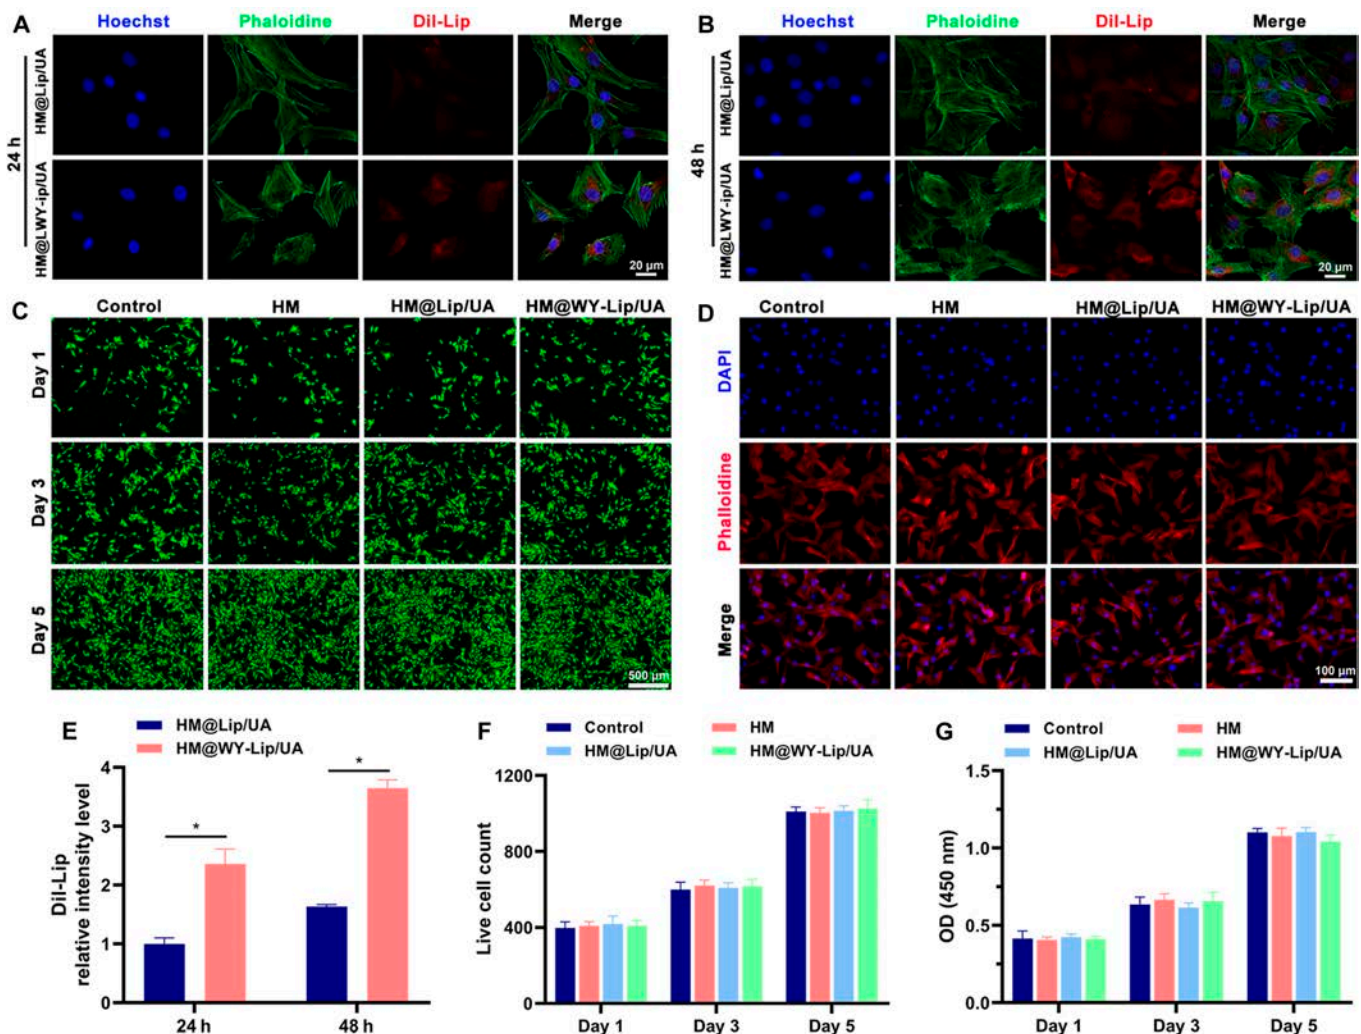 A
Hoechst
Phaloidine
Dil-Lip
Merge
24 h
HM@Lip/UA
HM@LWY-ip/UA
20 µm
B
Hoechst
Phaloidine
Dil-Lip
Merge
48 h
HM@Lip/UA
HM@LWY-ip/UA
20 µm
C
Control
HM
HM@Lip/UA
HM@WY-Lip/UA
Day 1
Day 3
Day 5
500 µm
D
Control
HM
HM@Lip/UA
HM@WY-Lip/UA
DAPI
Phalloidine
Merge
100 µm
E
HM@Lip/UA
HM@WY-Lip/UA
Dil-Lip
relative intensity level
4
3
2
1
0
*
*
24 h
48 h
F
Control
HM
HM@Lip/UA
HM@WY-Lip/UA
Live cell count
1200
800
400
0
Day 1
Day 3
Day 5
G
Control
HM
HM@Lip/UA
HM@WY-Lip/UA
OD (450 nm)
1.5
1.0
0.5
0.0
Day 1
Day 3
Day 5